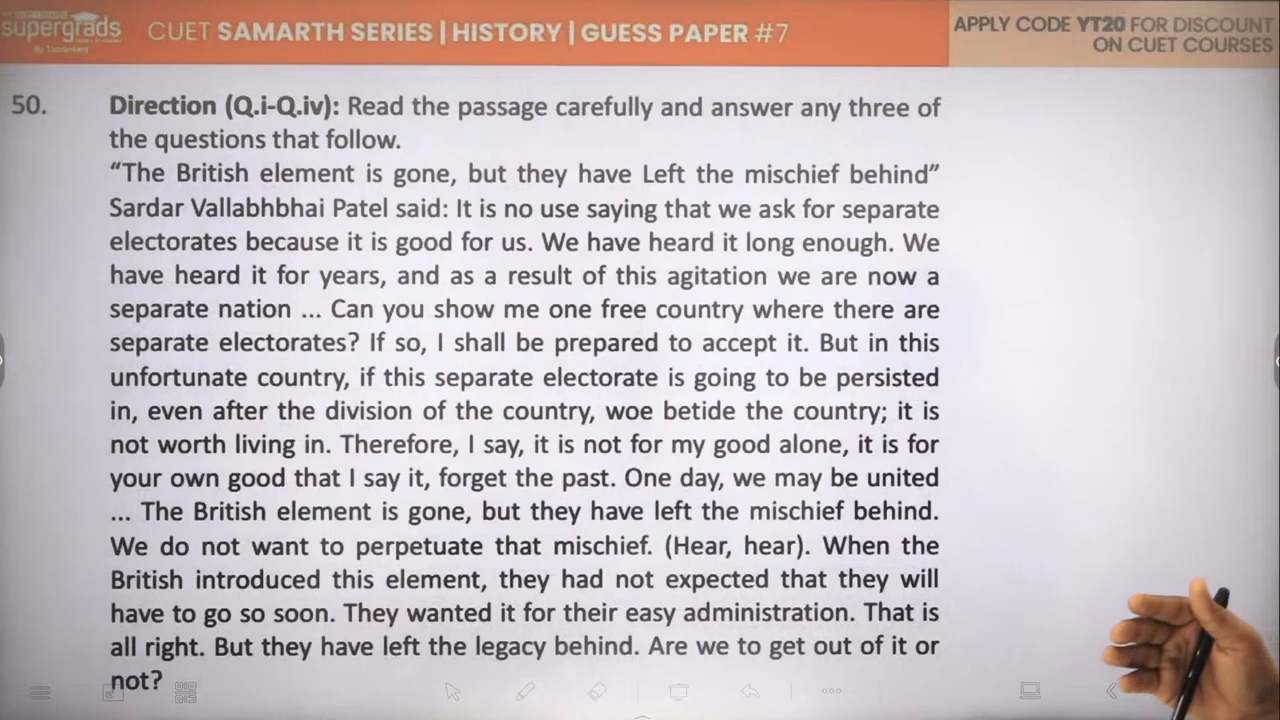 supergrads
CUET SAMARTH SERIES | HISTORY | GUESS PAPER #7
APPLY CODE YT20 FOR DISCOUNT
ON CUET COURSES
50. Direction (Q.i-Q.iv): Read the passage carefully and answer any three of
the questions that follow.
“The British element is gone, but they have Left the mischief behind”
Sardar Vallabhbhai Patel said: It is no use saying that we ask for separate
electorates because it is good for us. We have heard it long enough. We
have heard it for years, and as a result of this agitation we are now a
separate nation ... Can you show me one free country where there are
separate electorates? If so, I shall be prepared to accept it. But in this
unfortunate country, if this separate electorate is going to be persisted
in, even after the division of the country, woe betide the country; it is
not worth living in. Therefore, I say, it is not for my good alone, it is for
your own good that I say it, forget the past. One day, we may be united
... The British element is gone, but they have left the mischief behind.
We do not want to perpetuate that mischief. (Hear, hear). When the
British introduced this element, they had not expected that they will
have to go so soon. They wanted it for their easy administration. That is
all right. But they have left the legacy behind. Are we to get out of it or
not?